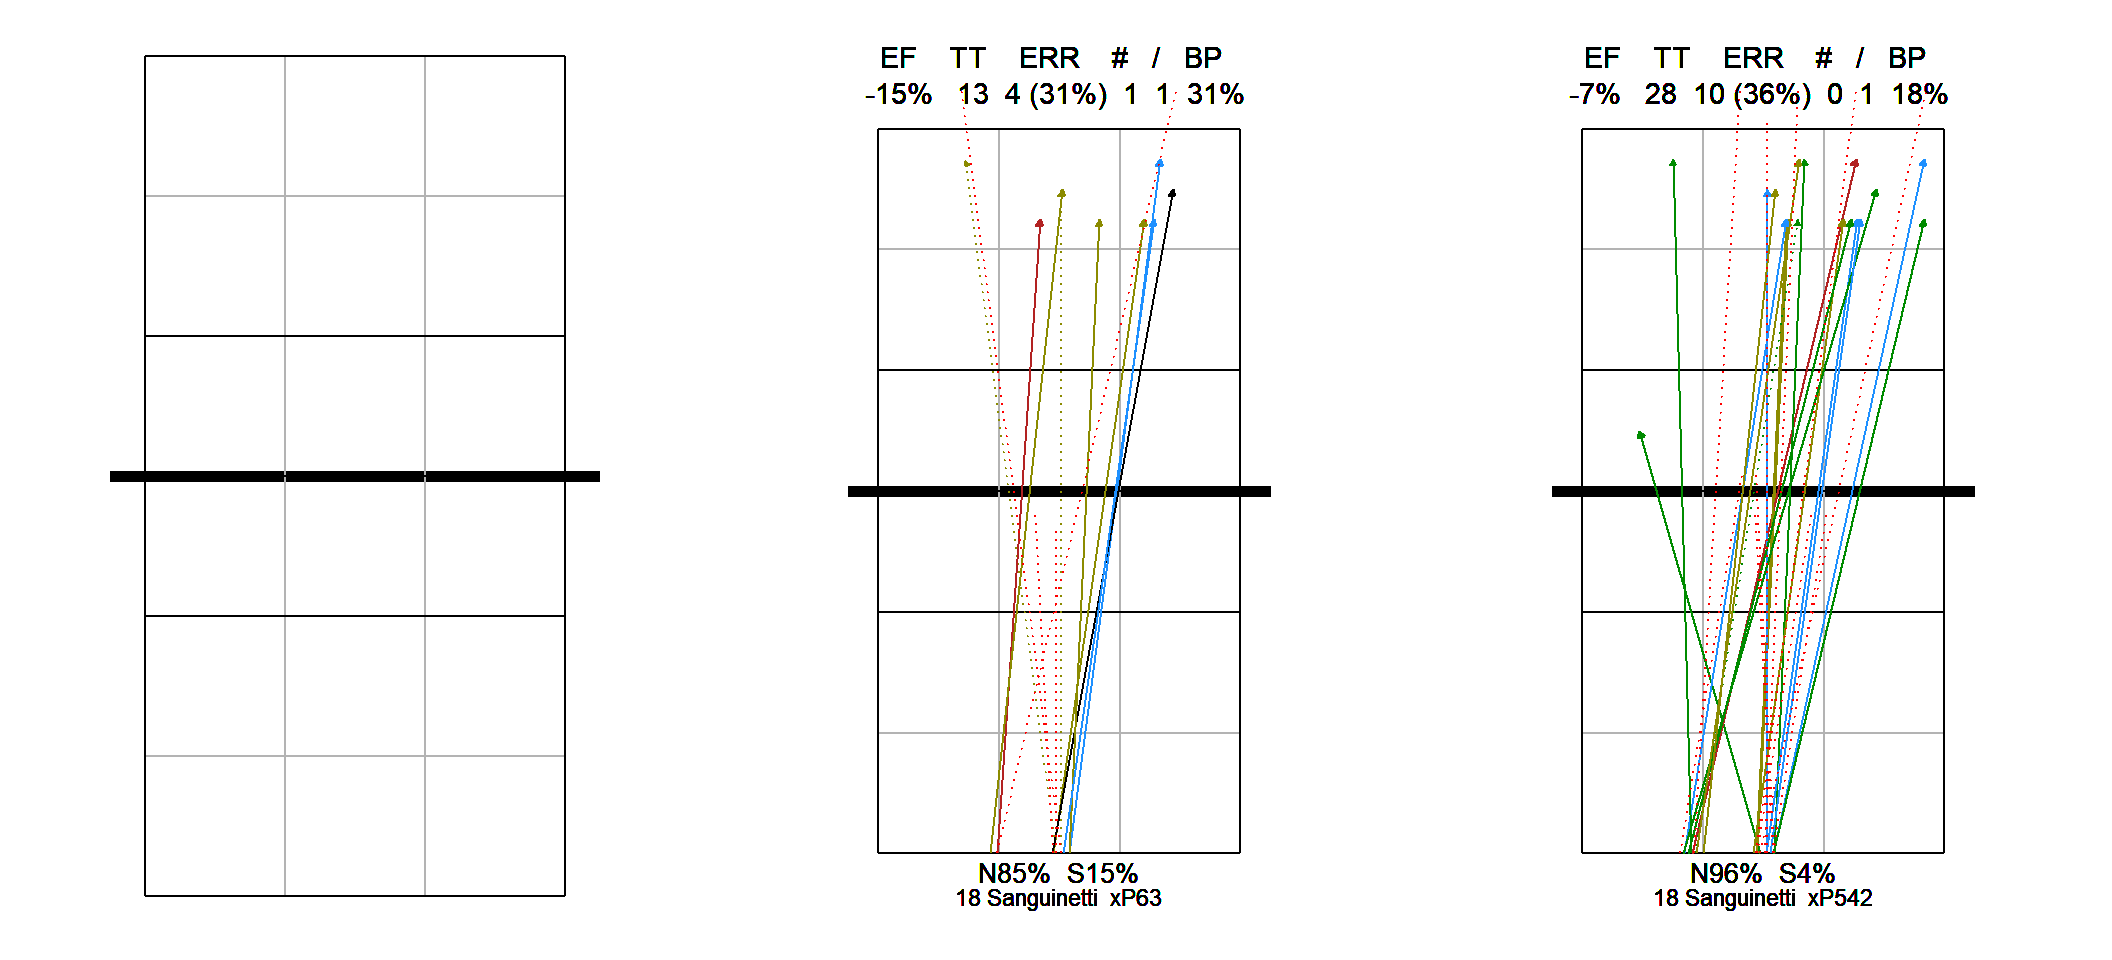 EF TT ERR # / BP
-15% 13 4 (31%) 1 1 31%
N85% S15%
18 Sanguinetti xP63
EF TT ERR # / BP
-7% 28 10 (36%) 0 1 18%
N96% S4%
18 Sanguinetti xP542